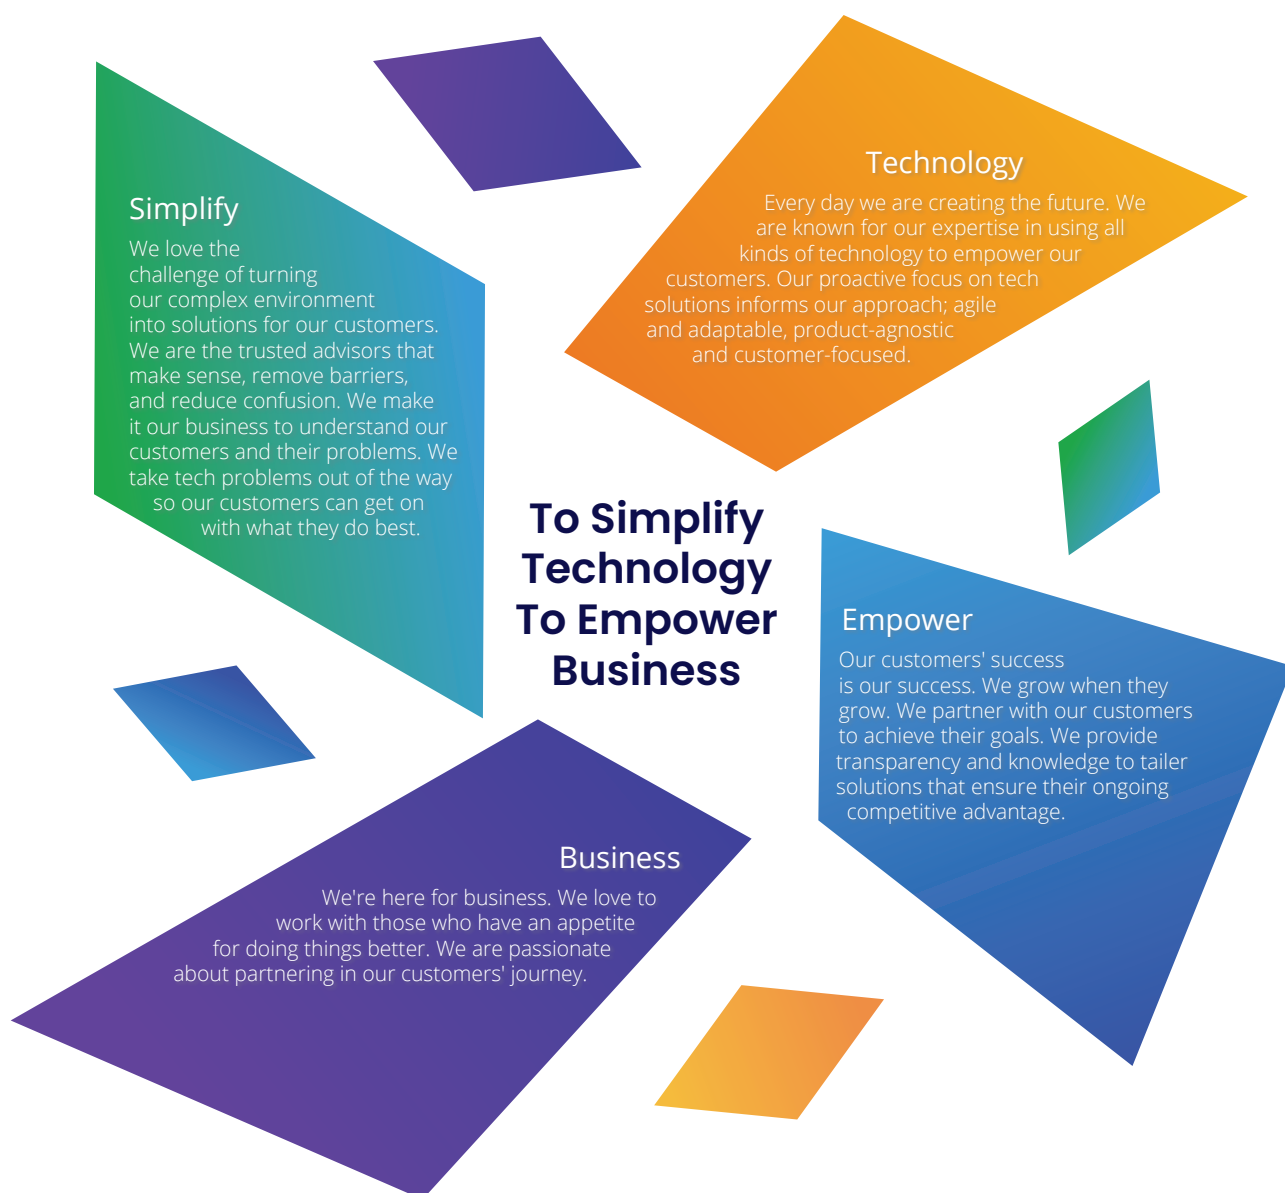 Simplify
We love the
challenge of turning
our complex environment
into solutions for our customers.
We are the trusted advisors that
make sense, remove barriers,
and reduce confusion. We make
it our business to understand our
customers and their problems. We
take tech problems out of the way
so our customers can get on
with what they do best.
Technology
Every day we are creating the future. We
are known for our expertise in using all
kinds of technology to empower our
customers. Our proactive focus on tech
solutions informs our approach; agile
and adaptable, product-agnostic
and customer-focused.
To Simplify
Technology
To Empower
Business
Empower
Our customers' success
is our success. We grow when they
grow. We partner with our customers
to achieve their goals. We provide
transparency and knowledge to tailer
solutions that ensure their ongoing
competitive advantage.
Business
We're here for business. We love to
work with those who have an appetite
for doing things better. We are passionate
about partnering in our customers' journey.